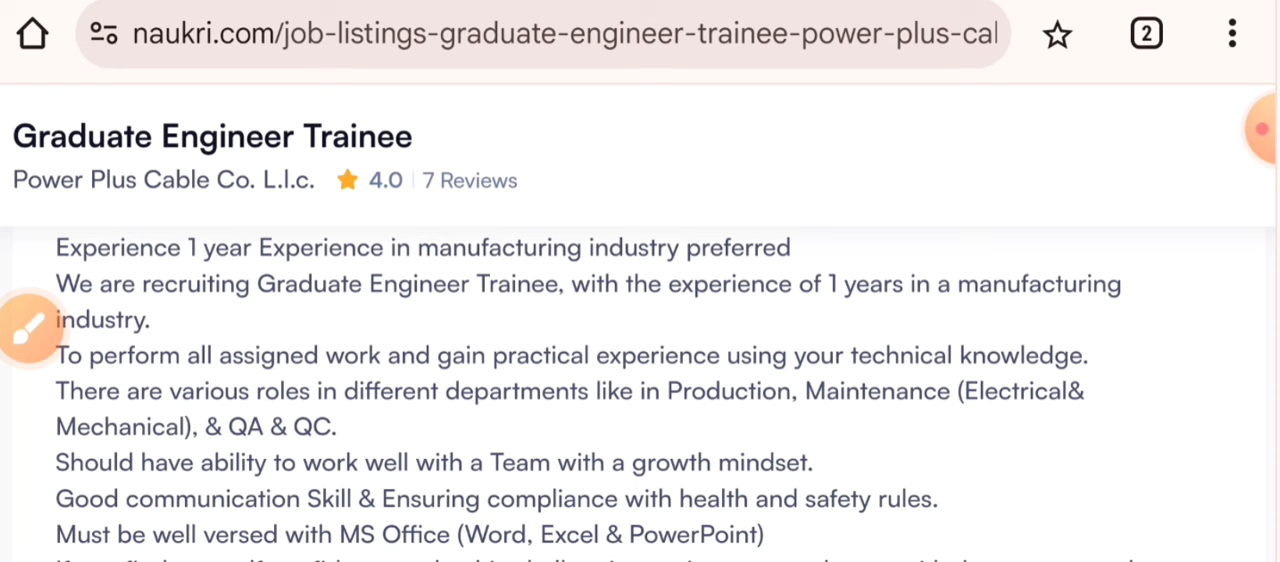 naukri.com/job-listings-graduate-engineer-trainee-power-plus-cal
2
Graduate Engineer Trainee
Power Plus Cable Co. L.l.c. 4.0 7 Reviews
Experience 1 year Experience in manufacturing industry preferred
We are recruiting Graduate Engineer Trainee, with the experience of 1 years in a manufacturing
industry.
To perform all assigned work and gain practical experience using your technical knowledge.
There are various roles in different departments like in Production, Maintenance (Electrical&
Mechanical), & QA & QC.
Should have ability to work well with a Team with a growth mindset.
Good communication Skill & Ensuring compliance with health and safety rules.
Must be well versed with MS Office (Word, Excel & PowerPoint)